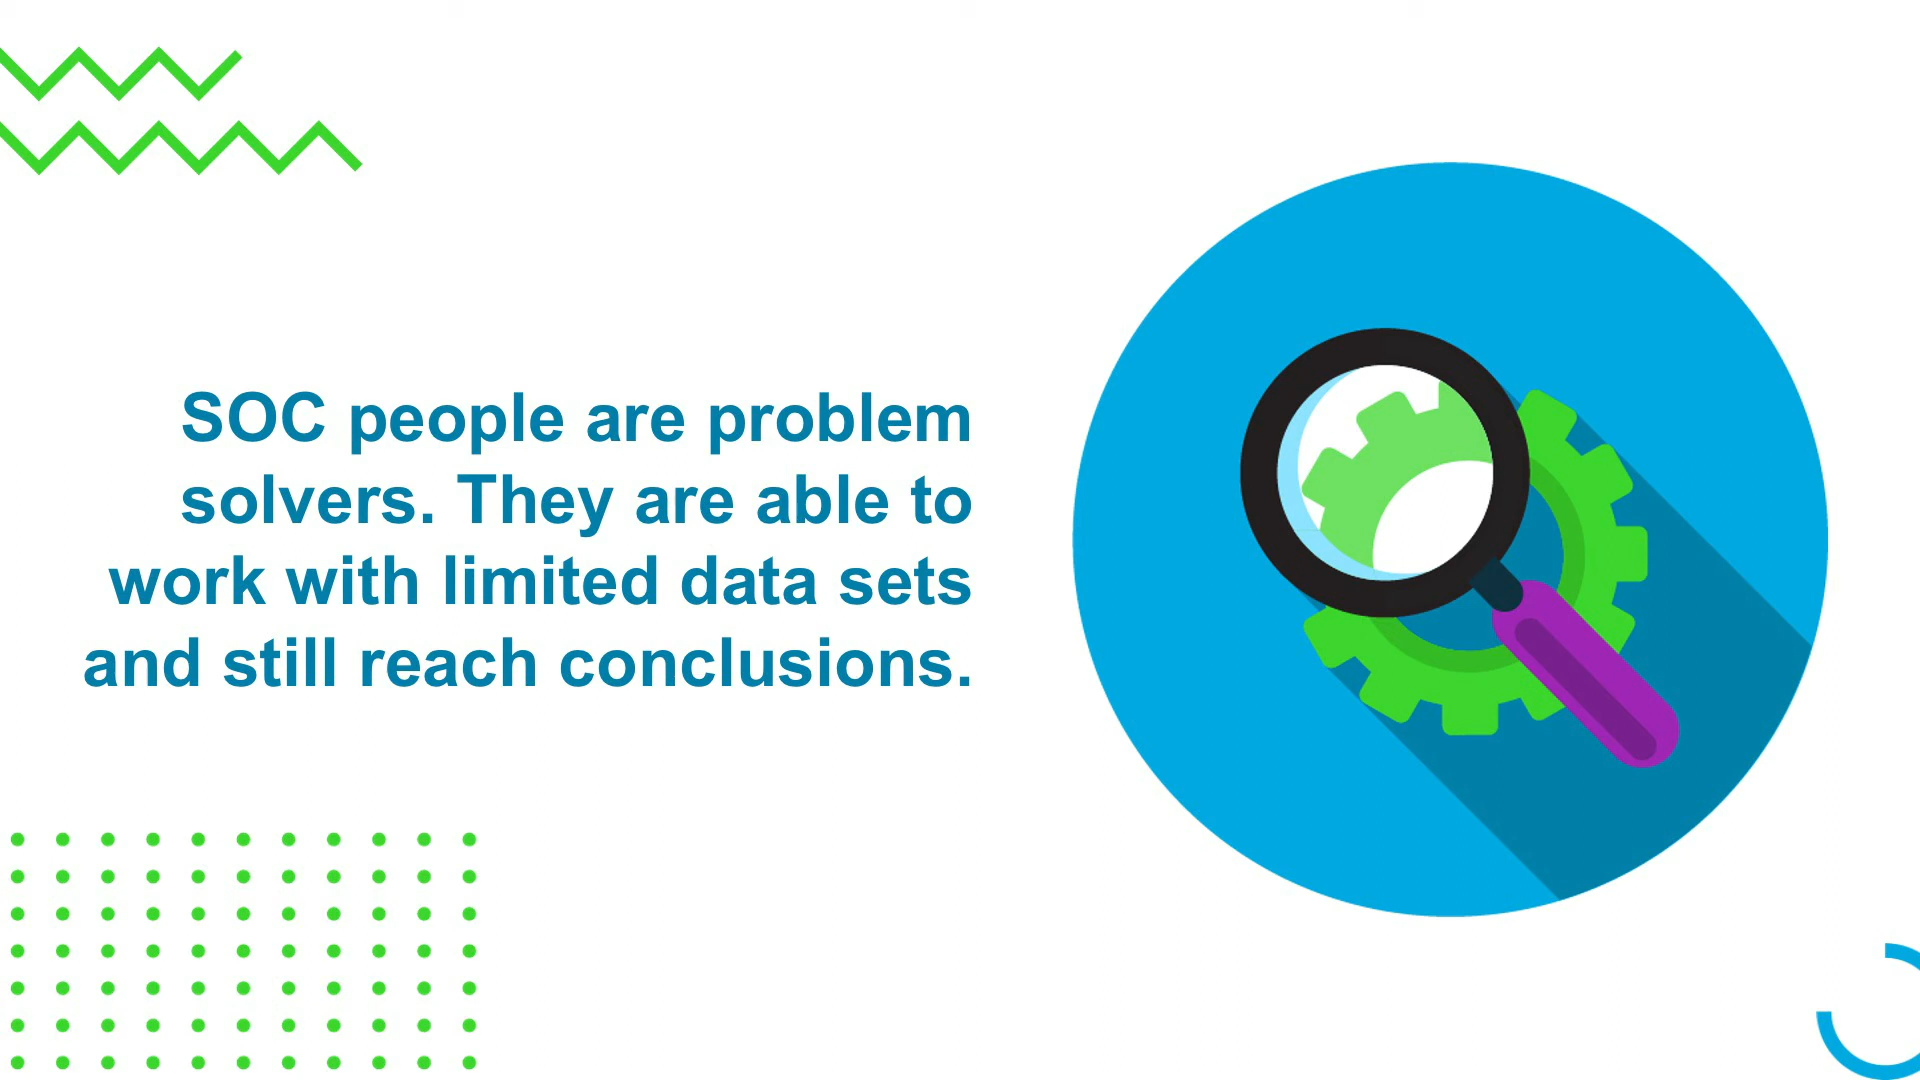 SOC people are problem
solvers. They are able to
work with limited data sets
and still reach conclusions.